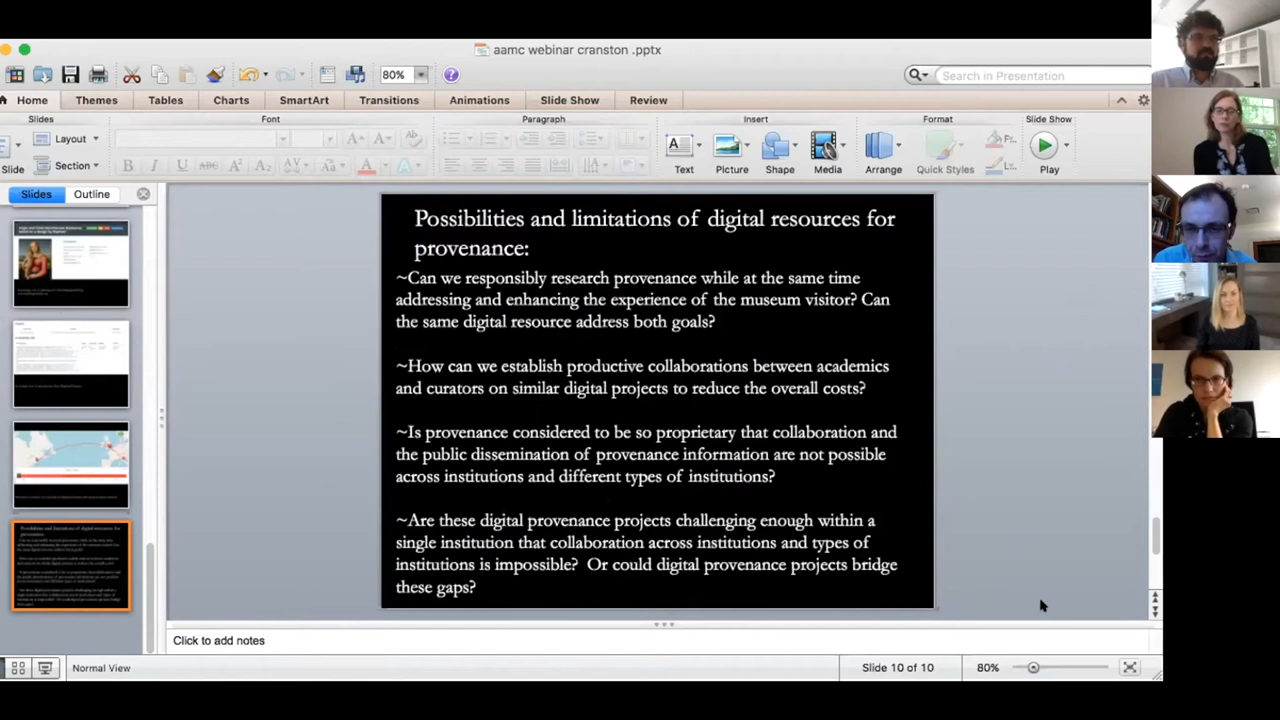 aamc webinar cranston .pptx
80%
Search in Presentation
Home
Themes
Tables
Charts
SmartArt
Transitions
Animations
Slide Show
Review
Slides
Font
Paragraph
Insert
Format
Slide Show
Layout
Section
Slide
Text
Picture
Shape
Media
Arrange
Quick Styles
Play
Slides
Outline
Possibilities and limitations of digital resources for
provenance:
~Can we responsibly research provenance while at the same time
addressing and enhancing the experience of the museum visitor? Can
the same digital resource address both goals?
~How can we establish productive collaborations between academics
and curators on similar digital projects to reduce the overall costs?
~Is provenance considered to be so proprietary that collaboration and
the public dissemination of provenance information are not possible
across institutions and different types of institutions?
~Are these digital provenance projects challenging enough within a
single insitution that collaboration across institutions and types of
institutions is impossible? Or could digital provenance projects bridge
these gaps?
Click to add notes
Normal View
Slide 10 of 10
80%